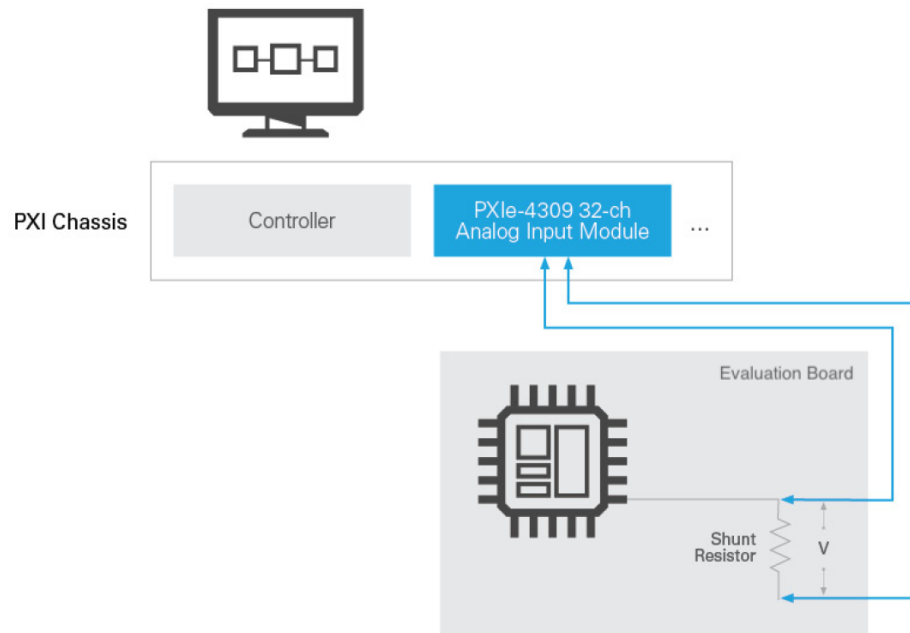 PXI Chassis
Controller
PXIe-4309 32-ch
Analog Input Module
...
Evaluation Board
Shunt
Resistor
V